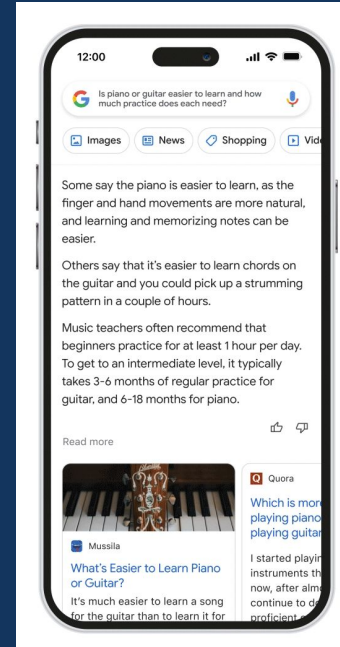 12:00
Is piano or guitar easier to learn and how
much practice does each need?
Images
News
Shopping
Vid
Some say the piano is easier to learn, as the
finger and hand movements are more natural,
and learning and memorizing notes can be
easier.
Others say that it's easier to learn chords on
the guitar and you could pick up a strumming
pattern in a couple of hours.
Music teachers often recommend that
beginners practice for at least 1 hour per day.
To get to an intermediate level, it typically
takes 3-6 months of regular practice for
guitar, and 6-18 months for piano.
Read more
Mussila
What's Easier to Learn Piano
or Guitar?
It's much easier to learn a song
for the guitar than to learn it for
Quora
Which is more
playing piano
playing guitar
I started playin
instruments th
now, after almo
continue to do
proficient